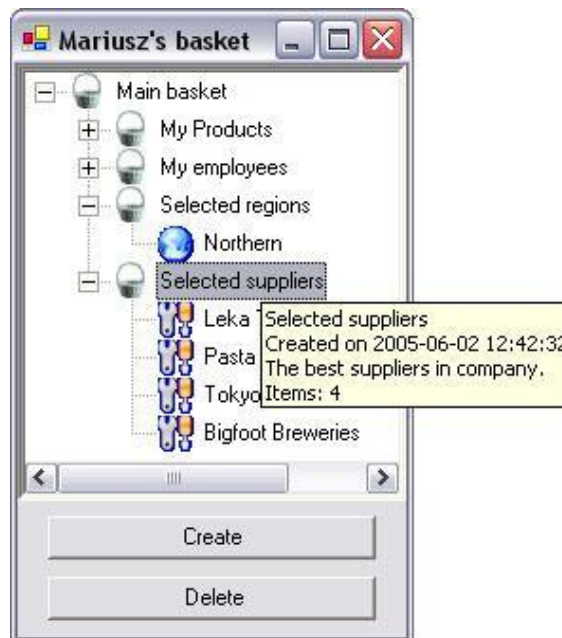 Mariusz's basket
Main basket
My Products
My employees
Selected regions
Northern
Selected suppliers
Leka
Pasta
Tokyo
Bigfoot Breweries
Selected suppliers
Created on 2005-06-02 12:42:32
The best suppliers in company.
Items: 4
Create
Delete